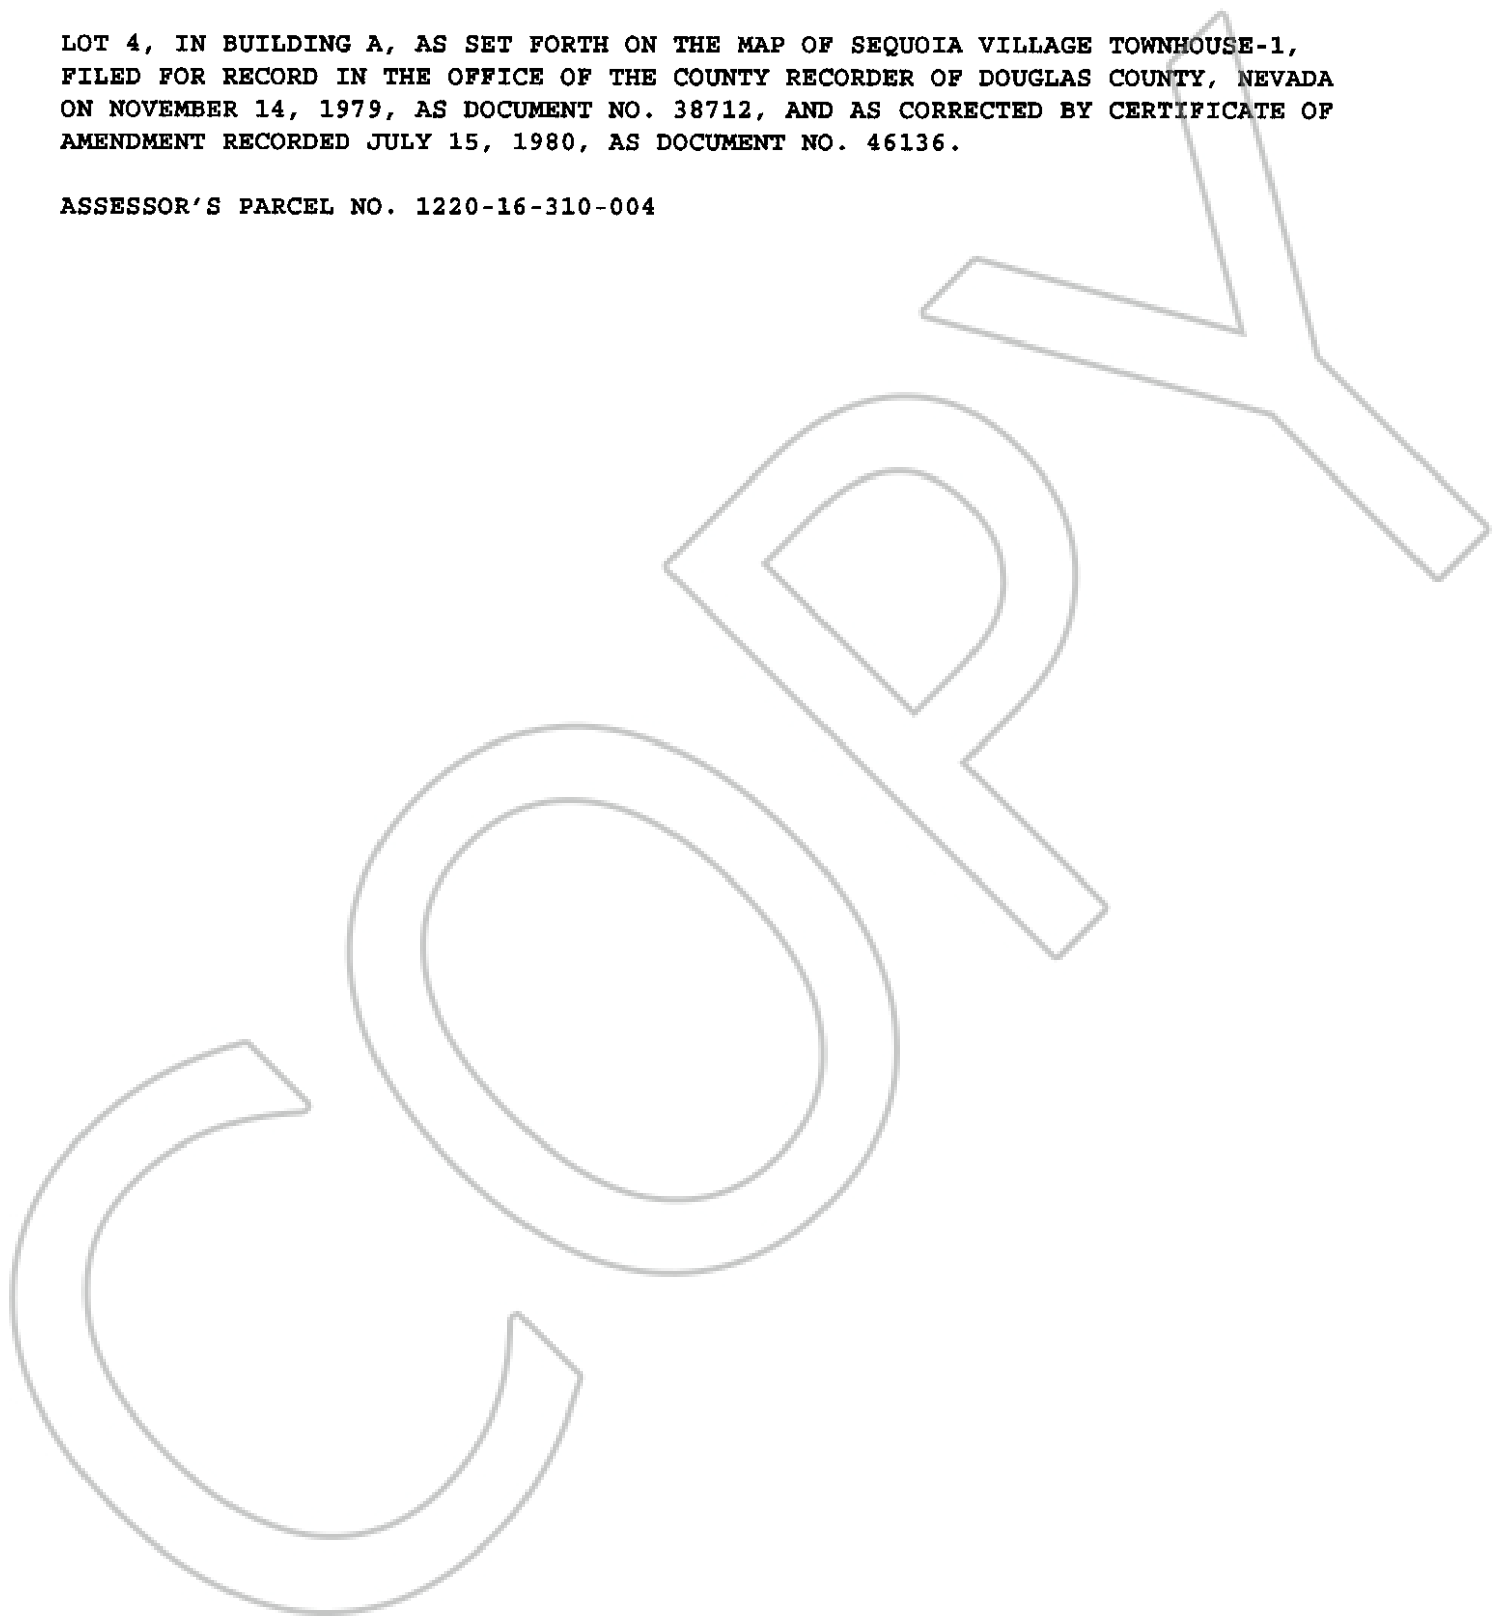 LOT 4, IN BUILDING A, AS SET FORTH ON THE MAP OF SEQUOIA VILLAGE TOWNHOUSE-1,
FILED FOR RECORD IN THE OFFICE OF THE COUNTY RECORDER OF DOUGLAS COUNTY, NEVADA
ON NOVEMBER 14, 1979, AS DOCUMENT NO. 38712, AND AS CORRECTED BY CERTIFICATE OF
AMENDMENT RECORDED JULY 15, 1980, AS DOCUMENT NO. 46136.
ASSESSOR'S PARCEL NO. 1220-16-310-004
COPY